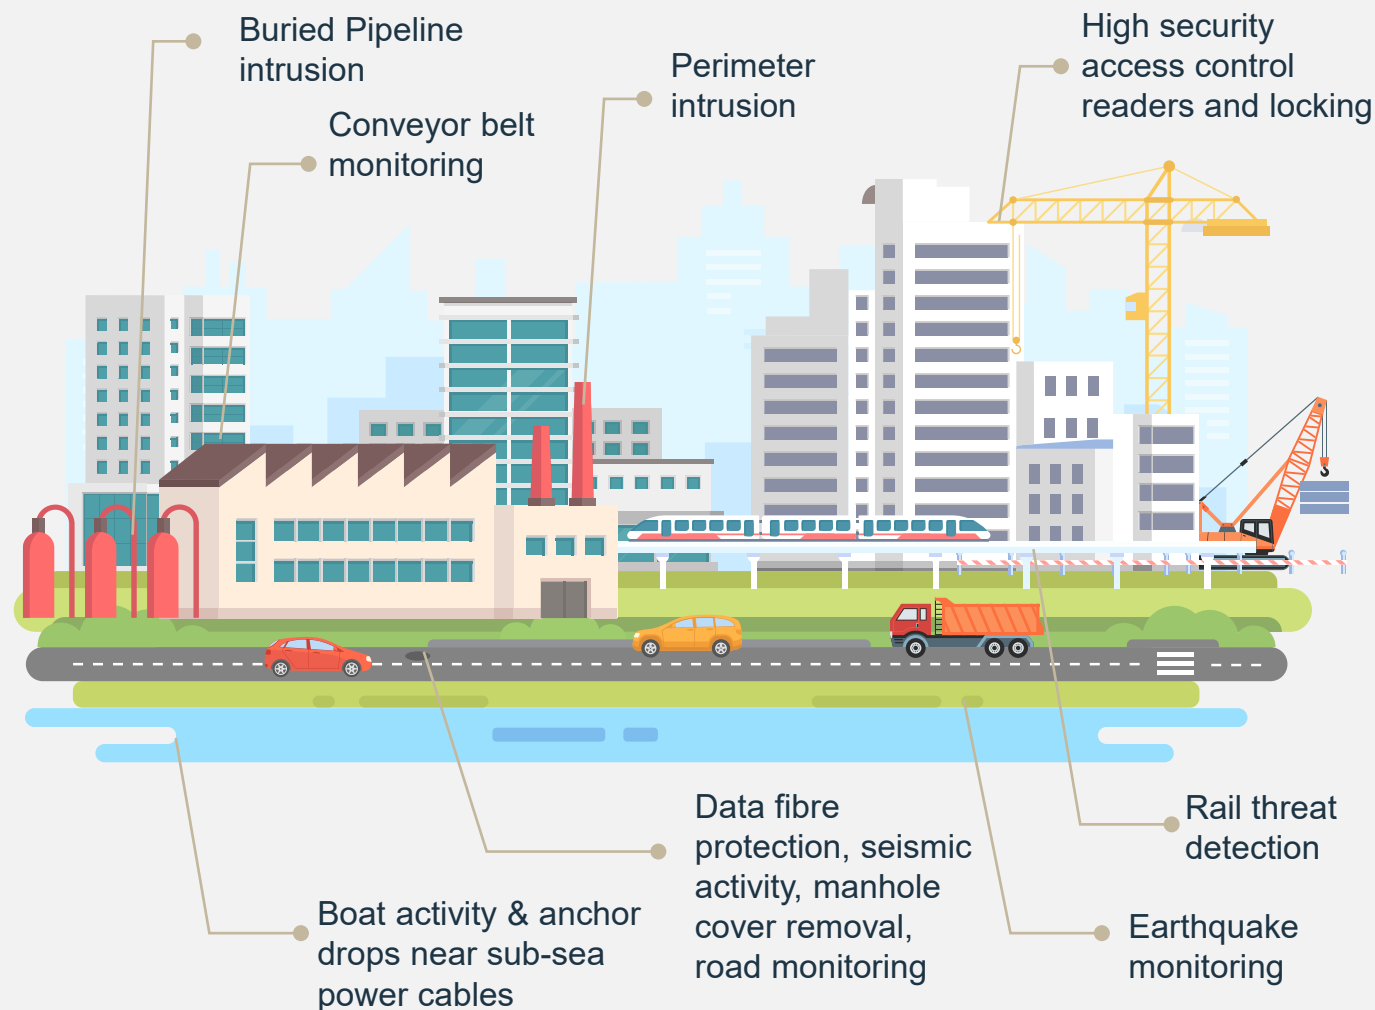 Buried Pipeline
intrusion
Conveyor belt
monitoring
Perimeter
intrusion
High security
access control
readers and locking
Data fibre
protection, seismic
activity, manhole
cover removal,
road monitoring
Rail threat
detection
Boat activity & anchor
drops near sub-sea
power cables
Earthquake
monitoring